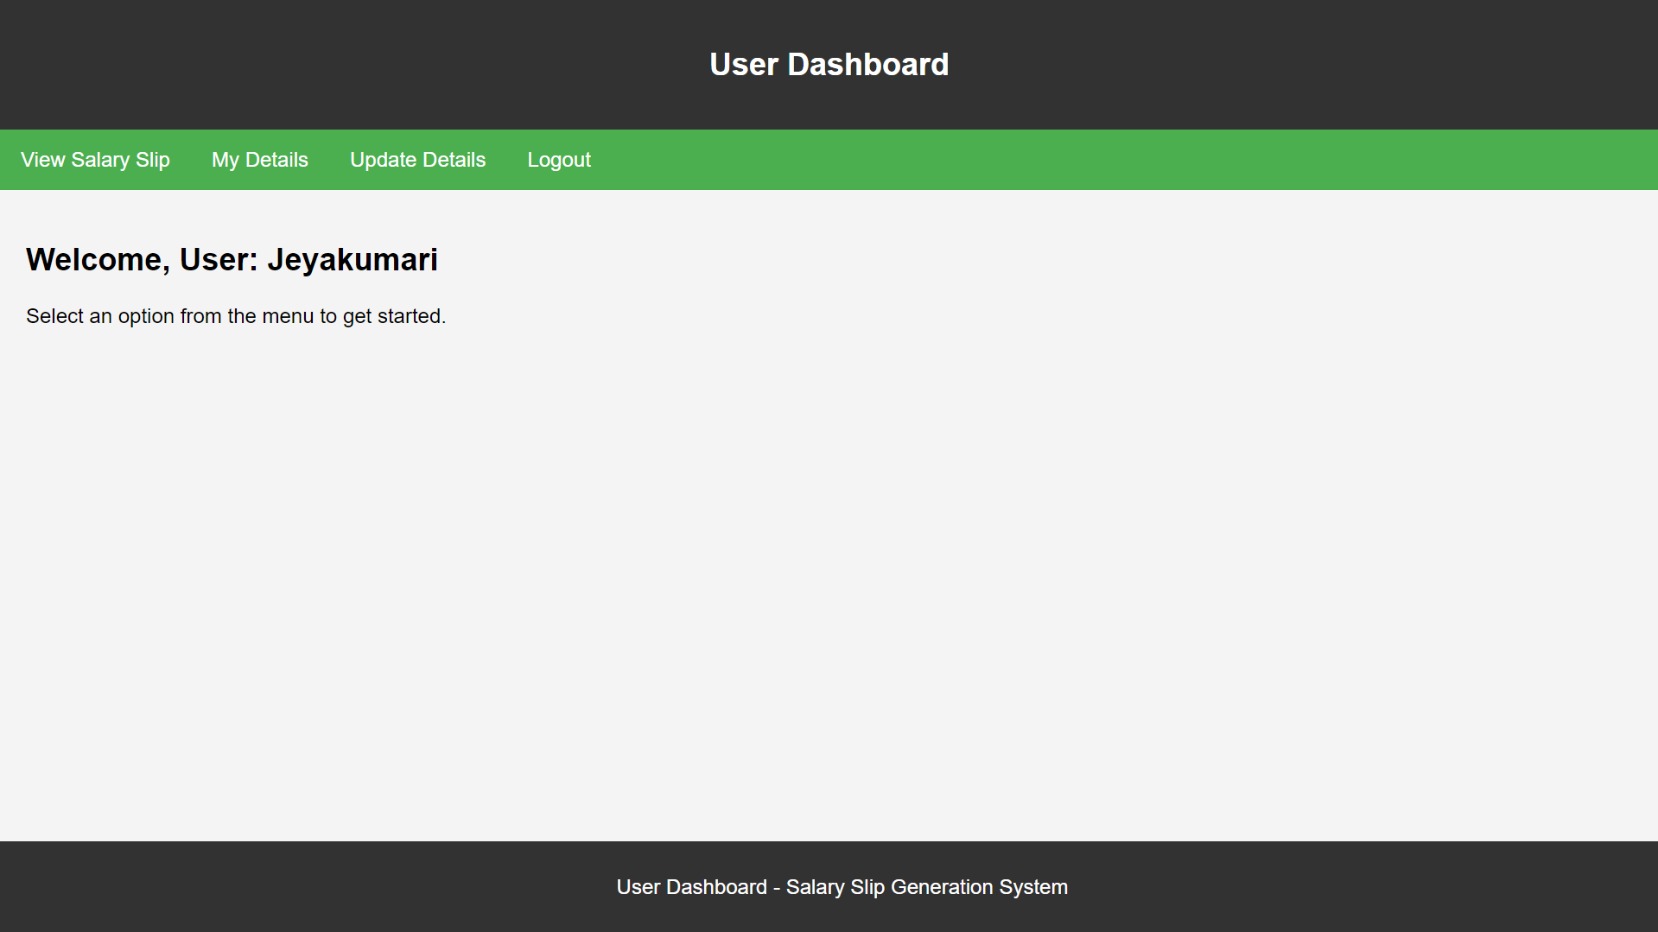 User Dashboard
View Salary Slip My Details Update Details Logout
Welcome, User: Jeyakumari
Select an option from the menu to get started.
User Dashboard - Salary Slip Generation System